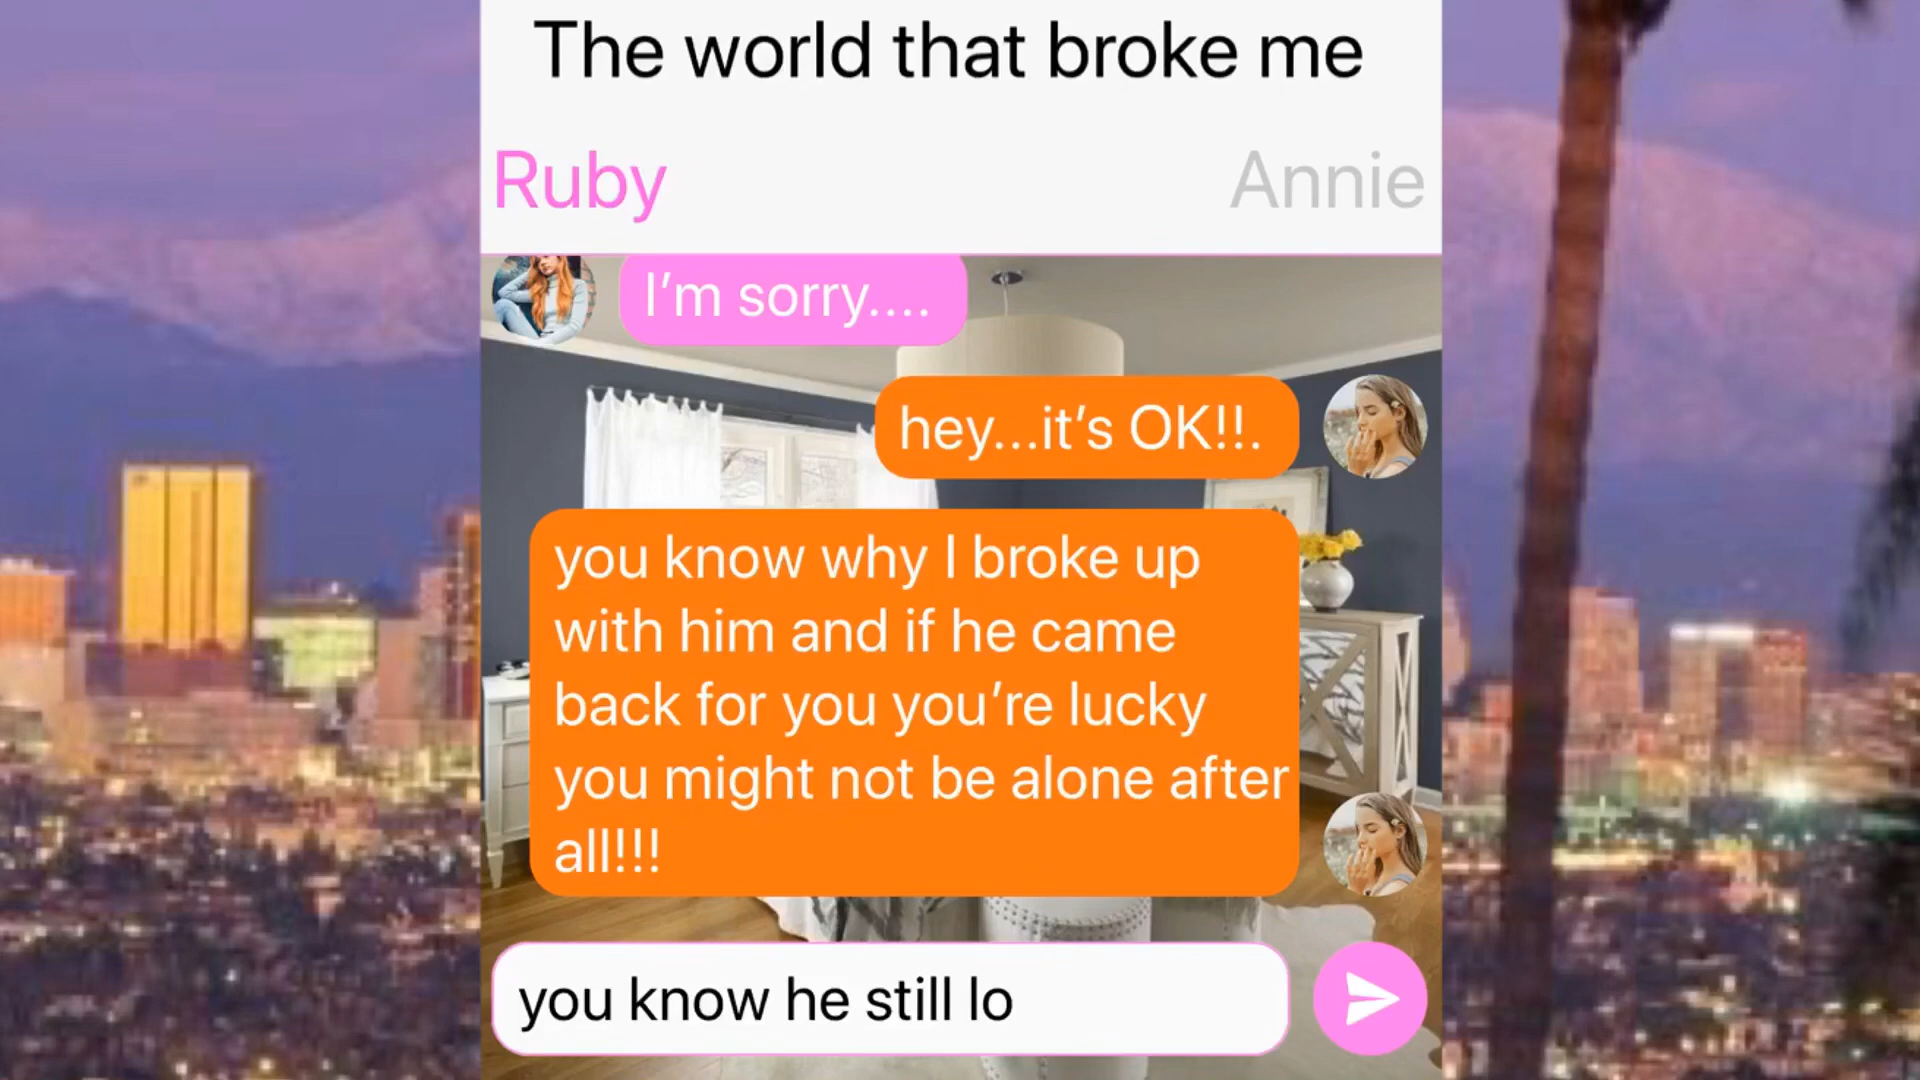 The world that broke me
Ruby
Annie
I’m sorry....
hey...it’s OK!!.
you know why I broke up
with him and if he came
back for you you’re lucky
you might not be alone after
all!!!
you know he still lo